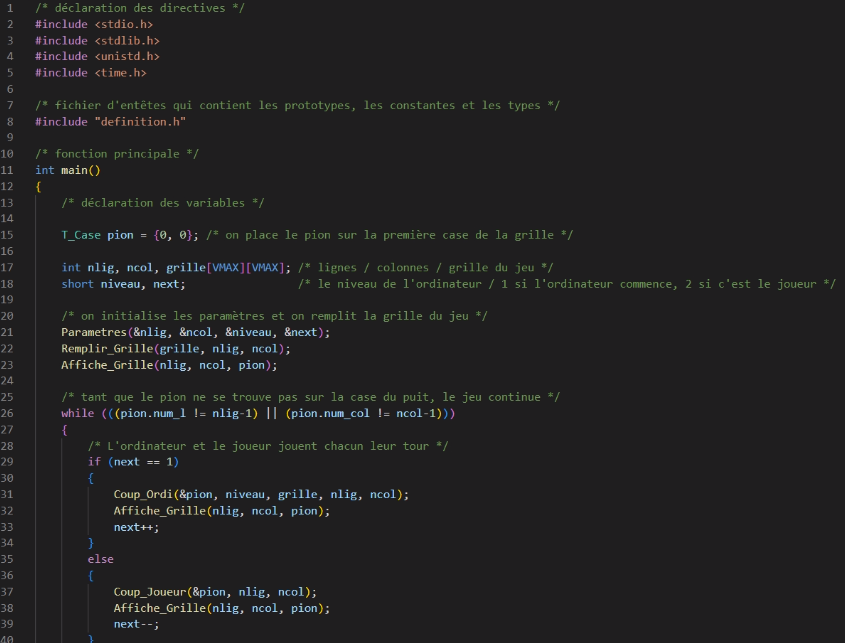 1 /* déclaration des directives */
2 #include <stdio.h>
3 #include <stdlib.h>
4 #include <unistd.h>
5 #include <time.h>
6
7 /* fichier d'entêtes qui contient les prototypes, les constantes et les types */
8 #include "definition.h"
9
10 /* fonction principale */
11 int main()
12 {
13 /* déclaration des variables */
14
15 T_Case pion = {0, 0}; /* on place le pion sur la première case de la grille */
16
17 int nlig, ncol, grille[VMAX][VMAX]; /* lignes / colonnes / grille du jeu */
18 short niveau, next; /* le niveau de l'ordinateur / 1 si l'ordinateur commence, 2 si c'est le joueur */
19
20 /* on initialise les paramètres et on remplit la grille du jeu */
21 Parametres(&nlig, &ncol, &niveau, &next);
22 Remplir_Grille(grille, nlig, ncol);
23 Affiche_Grille(nlig, ncol, pion);
24
25 /* tant que le pion ne se trouve pas sur la case du puit, le jeu continue */
26 while (((pion.num_l != nlig-1) || (pion.num_col != ncol-1)))
27 {
28 /* L'ordinateur et le joueur jouent chacun leur tour */
29 if (next == 1)
30 {
31 Coup_Ordi(&pion, niveau, grille, nlig, ncol);
32 Affiche_Grille(nlig, ncol, pion);
33 next++;
34 }
35 else
36 {
37 Coup_Joueur(&pion, nlig, ncol);
38 Affiche_Grille(nlig, ncol, pion);
39 next--;
40 }